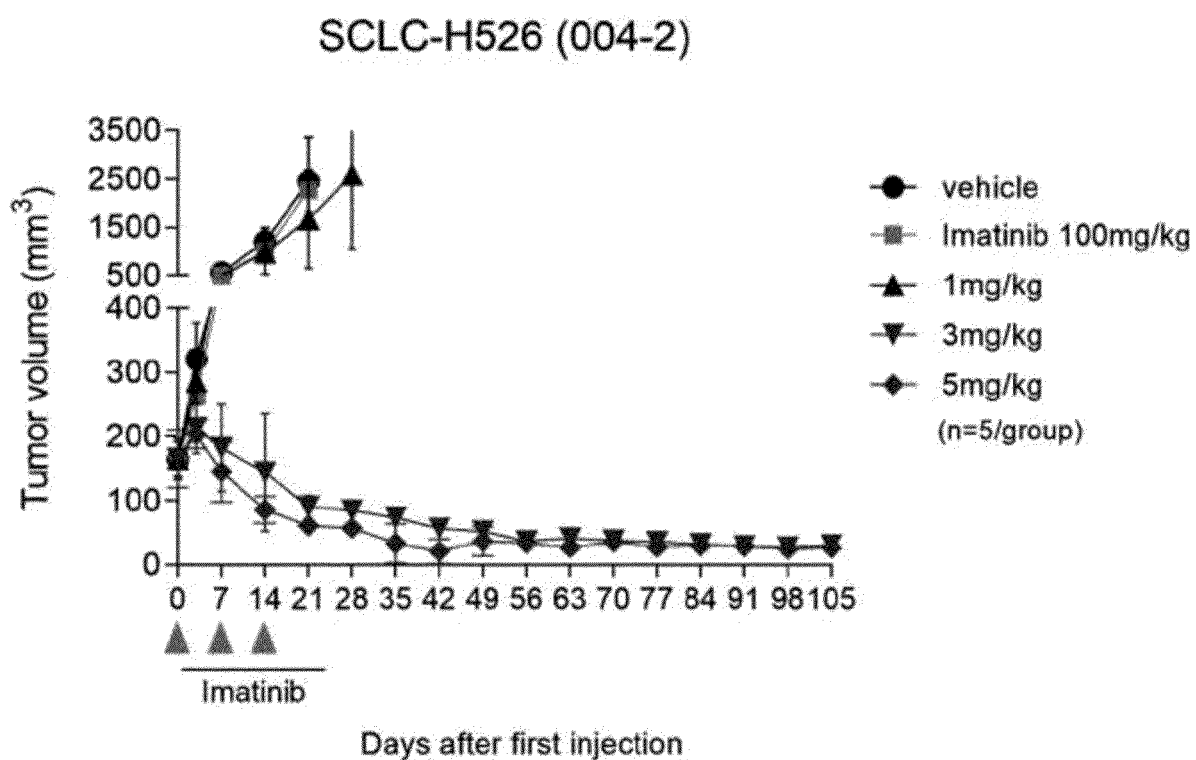 SCLC-H526 (004-2)
Tumor volume (mm³)
3500
2500
1500
500
400
300
200
100
0
0 7 14 21 28 35 42 49 56 63 70 77 84 91 98 105
Imatinib
Days after first injection
vehicle
Imatinib 100mg/kg
1mg/kg
3mg/kg
5mg/kg
(n=5/group)